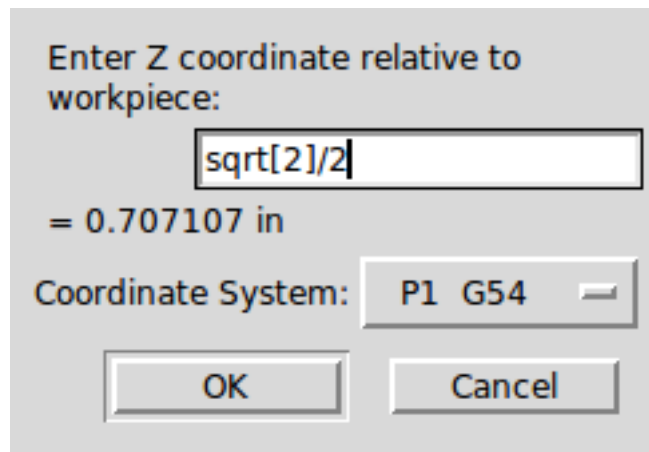 Enter Z coordinate relative to
workpiece:
sqrt[2]/2
= 0.707107 in
Coordinate System: P1 G54
OK Cancel